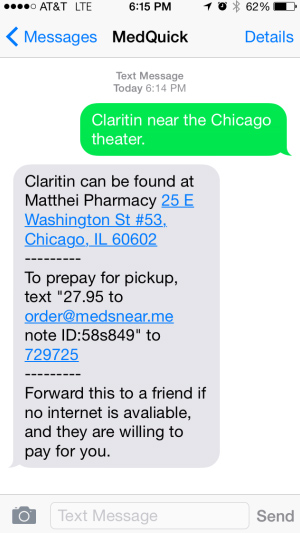 AT&T LTE 6:15 PM 62%
Messages MedQuick Details
Text Message
Today 6:14 PM
Claritin near the Chicago
theater.
Claritin can be found at
Matthei Pharmacy 25 E
Washington St #53,
Chicago, IL 60602
---------
To prepay for pickup,
text "27.95 to
order@medsnear.me
note ID:58s849" to
729725
---------
Forward this to a friend if
no internet is avaliable,
and they are willing to
pay for you.
Text Message Send